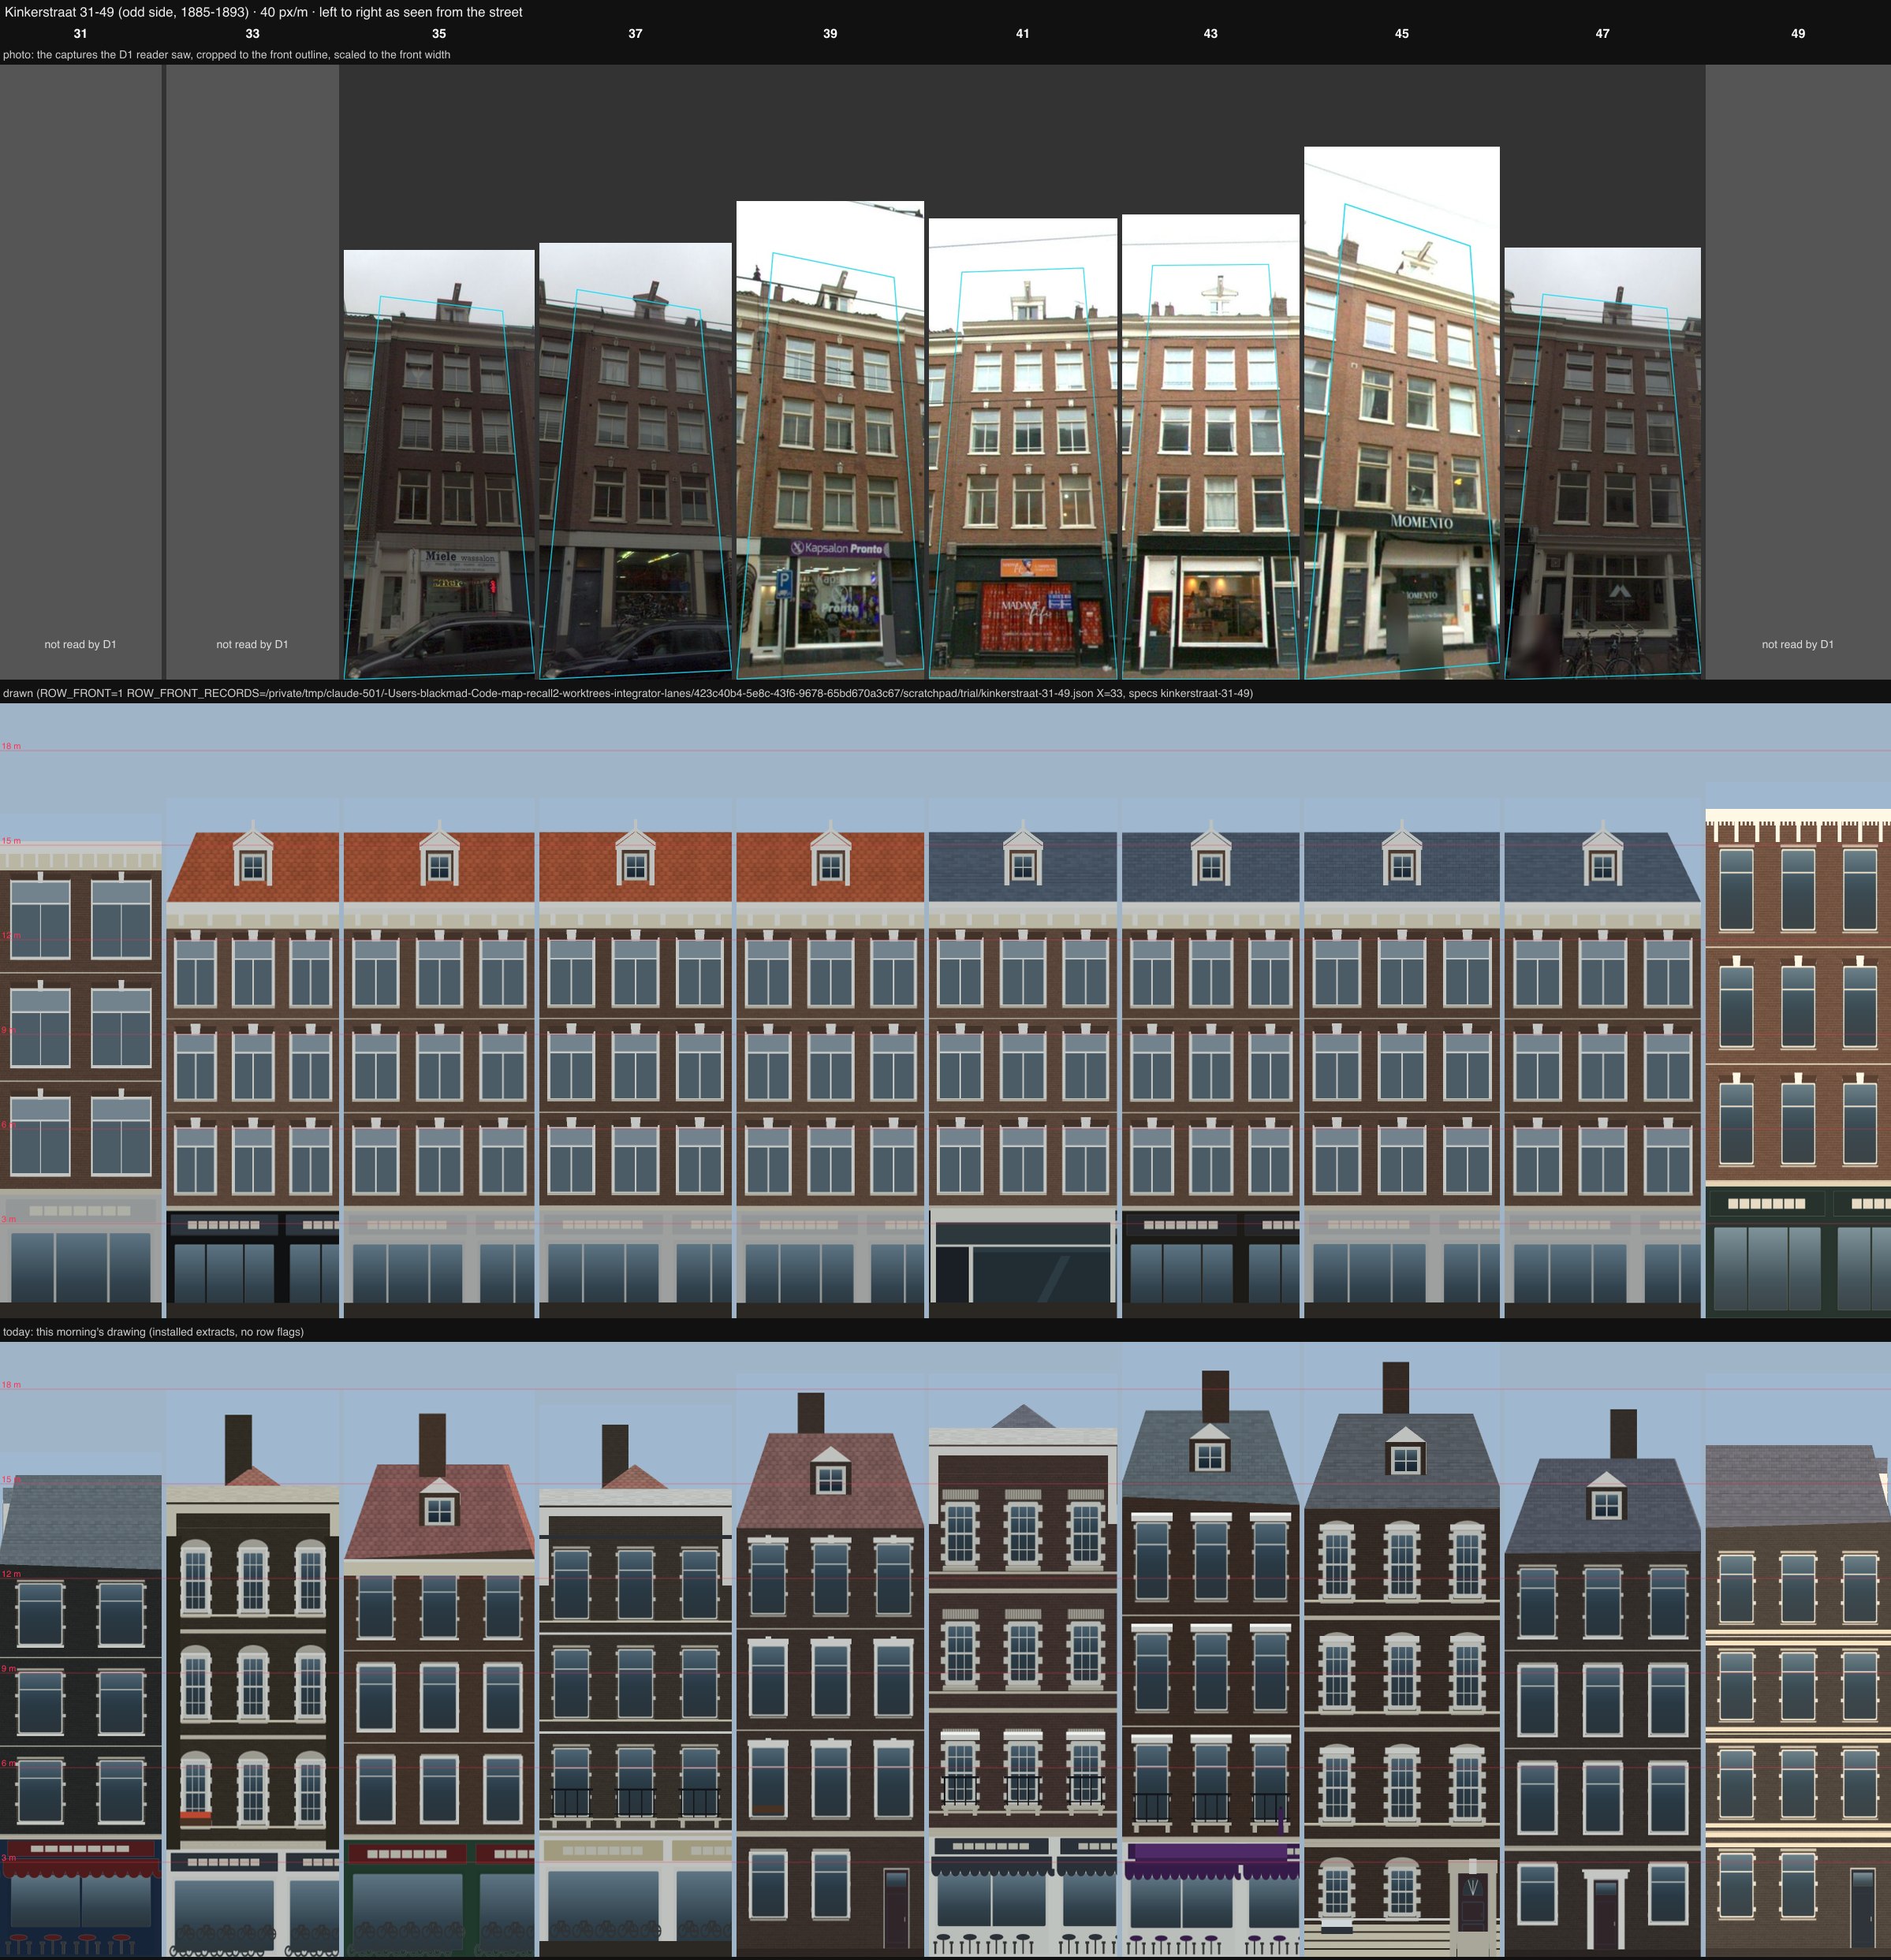 Kinkerstraat 31-49 (odd side, 1885-1893) · 40 px/m · left to right as seen from the street
31 33 35 37 39 41 43 45 47 49
photo: the captures the D1 reader saw, cropped to the front outline, scaled to the front width
Miele wassalon
Kapsalon Pronto
Pronto
MADAME
MOMENTO
MOMENTO
P
not read by D1
not read by D1
not read by D1
drawn (ROW_FRONT=1 ROW_FRONT_RECORDS=/private/tmp/claude-501/-Users-blackmad-Code-map-recall2-worktrees-integrator-lanes/423c40b4-5e8c-43f6-9678-65bd670a3c67/scratchpad/trial/kinkerstraat-31-49.json X=33, specs kinkerstraat-31-49)
18 m
15 m
12 m
9 m
6 m
3 m
today: this morning's drawing (installed extracts, no row flags)
18 m
15 m
12 m
9 m
6 m
3 m